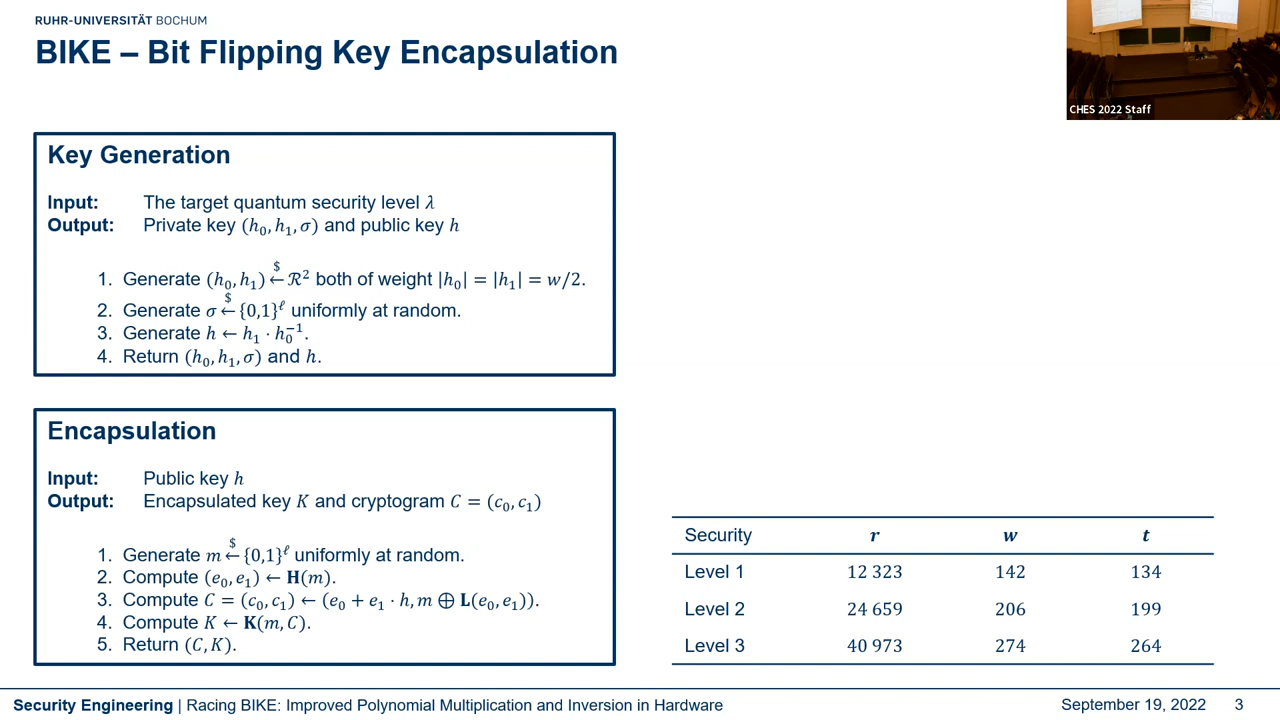 RUHR-UNIVERSITÄT BOCHUM
BIKE – Bit Flipping Key Encapsulation
CHES 2022 Staff
Key Generation
Input: The target quantum security level λ
Output: Private key (h₀, h₁, σ) and public key h
1. Generate (h₀, h₁) ←$ ℛ² both of weight |h₀| = |h₁| = w/2.
2. Generate σ ←$ {0,1}^ℓ uniformly at random.
3. Generate h ← h₁ · h₀⁻¹.
4. Return (h₀, h₁, σ) and h.
Encapsulation
Input: Public key h
Output: Encapsulated key K and cryptogram C = (c₀, c₁)
1. Generate m ←$ {0,1}^ℓ uniformly at random.
2. Compute (e₀, e₁) ← H(m).
3. Compute C = (c₀, c₁) ← (e₀ + e₁ · h, m ⊕ L(e₀, e₁)).
4. Compute K ← K(m, C).
5. Return (C, K).
Security r w t
Level 1 12 323 142 134
Level 2 24 659 206 199
Level 3 40 973 274 264
Security Engineering | Racing BIKE: Improved Polynomial Multiplication and Inversion in Hardware September 19, 2022 3